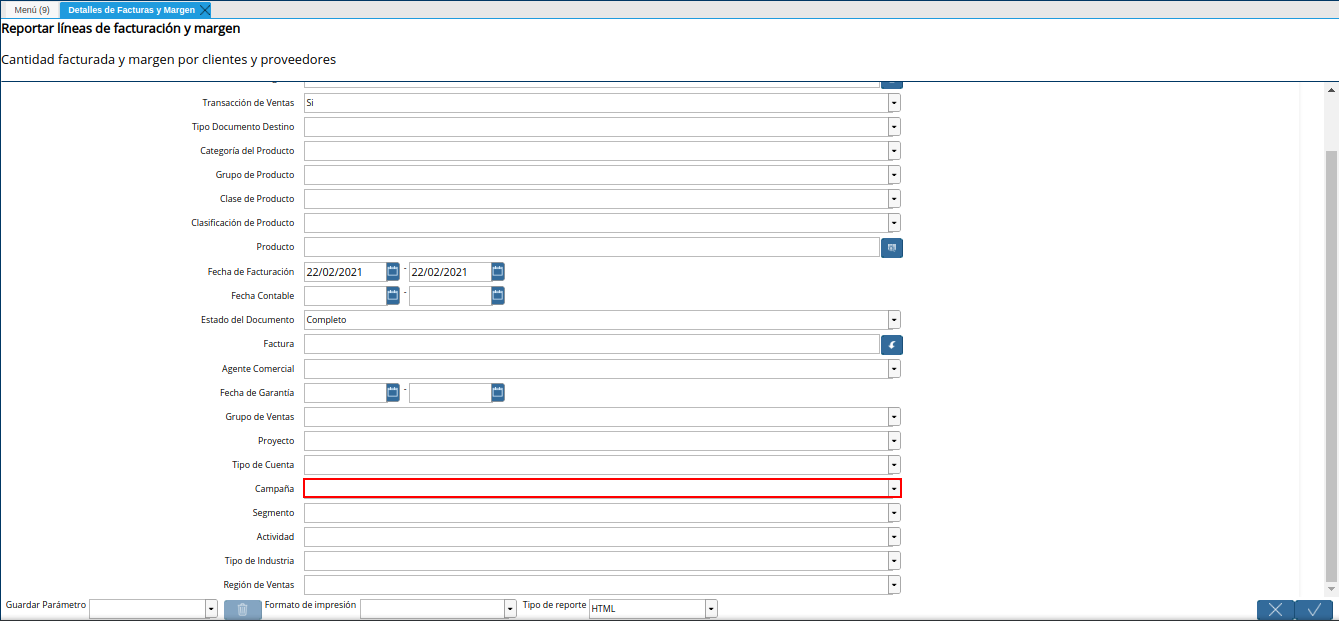 Menú (9) Detalles de Facturas y Margen
Reportar líneas de facturación y margen
Cantidad facturada y margen por clientes y proveedores
Transacción de Ventas Si
Tipo Documento Destino
Categoría del Producto
Grupo de Producto
Clase de Producto
Clasificación de Producto
Producto
Fecha de Facturación 22/02/2021 - 22/02/2021
Fecha Contable -
Estado del Documento Completo
Factura
Agente Comercial
Fecha de Garantía -
Grupo de Ventas
Proyecto
Tipo de Cuenta
Campaña
Segmento
Actividad
Tipo de Industria
Región de Ventas
Guardar Parámetro Formato de impresión Tipo de reporte HTML